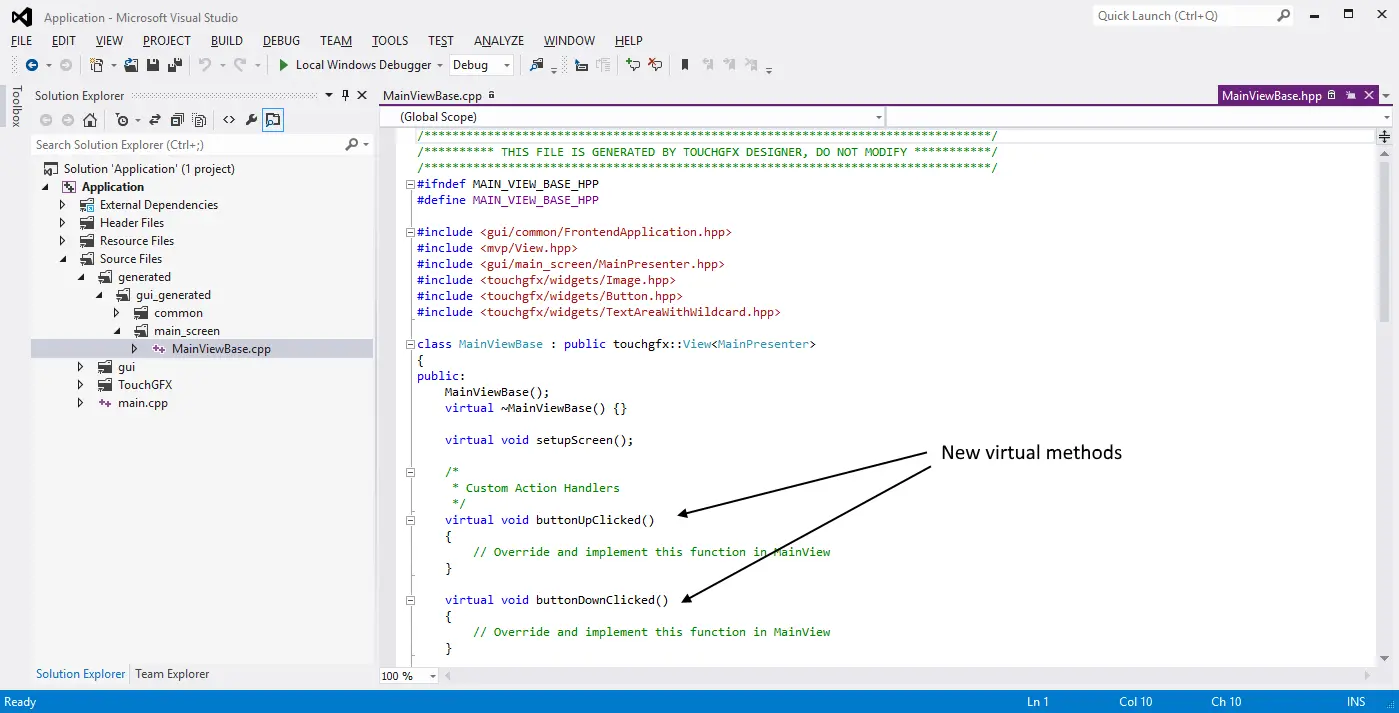 Application - Microsoft Visual Studio
Quick Launch (Ctrl+Q)
FILE EDIT VIEW PROJECT BUILD DEBUG TEAM TOOLS TEST ANALYZE WINDOW HELP
Local Windows Debugger Debug
Toolbox
Solution Explorer
Search Solution Explorer (Ctrl+;)
Solution 'Application' (1 project)
Application
External Dependencies
Header Files
Resource Files
Source Files
generated
gui_generated
common
main_screen
MainViewBase.cpp
gui
TouchGFX
main.cpp
Solution Explorer Team Explorer
MainViewBase.cpp MainViewBase.hpp
(Global Scope)
/*********************************************************************************/
/********** THIS FILE IS GENERATED BY TOUCHGFX DESIGNER, DO NOT MODIFY ***********/
/*********************************************************************************/
#ifndef MAIN_VIEW_BASE_HPP
#define MAIN_VIEW_BASE_HPP
#include <gui/common/FrontendApplication.hpp>
#include <mvp/View.hpp>
#include <gui/main_screen/MainPresenter.hpp>
#include <touchgfx/widgets/Image.hpp>
#include <touchgfx/widgets/Button.hpp>
#include <touchgfx/widgets/TextAreaWithWildcard.hpp>
class MainViewBase : public touchgfx::View<MainPresenter>
{
public:
MainViewBase();
virtual ~MainViewBase() {}
virtual void setupScreen();
/*
* Custom Action Handlers
*/
virtual void buttonUpClicked()
{
// Override and implement this function in MainView
}
virtual void buttonDownClicked()
{
// Override and implement this function in MainView
}
New virtual methods
100 %
Ready Ln 1 Col 10 Ch 10 INS